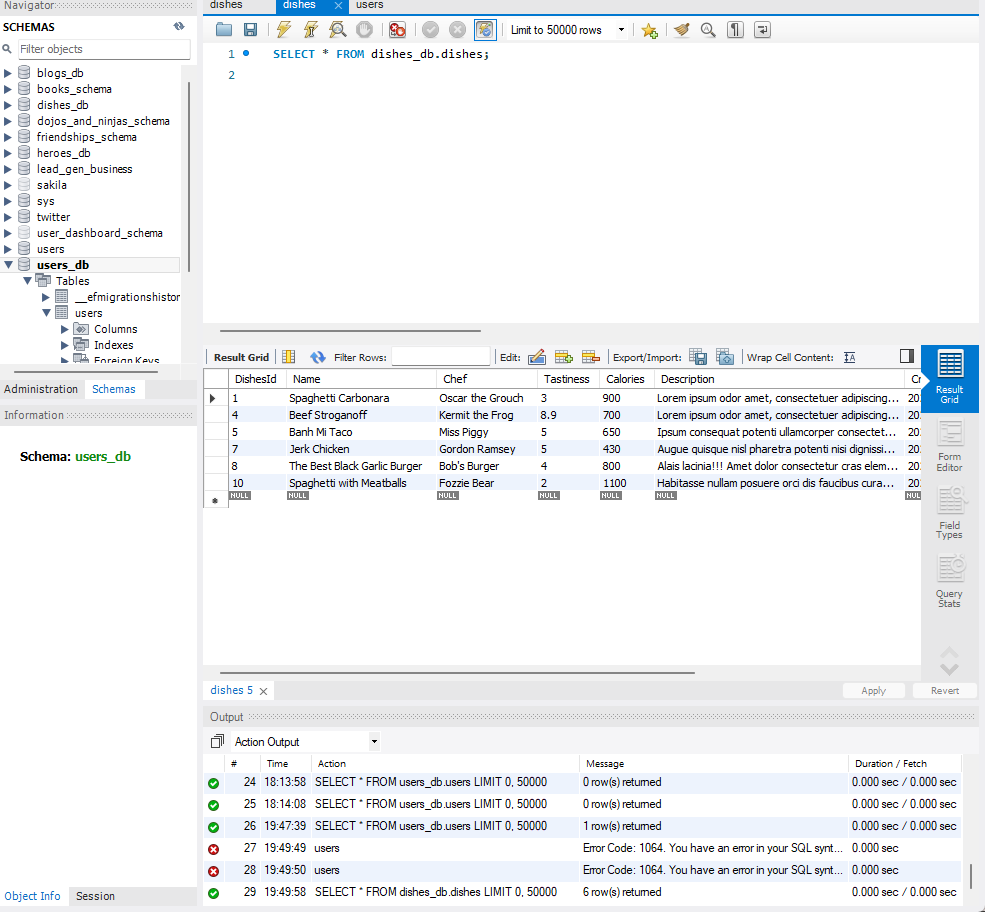 Navigator
dishes dishes users
SCHEMAS
Filter objects
blogs_db
books_schema
dishes_db
dojos_and_ninjas_schema
friendships_schema
heroes_db
lead_gen_business
sakila
sys
twitter
user_dashboard_schema
users
users_db
Tables
__efmigrationshistor
users
Columns
Indexes
Foreign Keys
Administration Schemas
Information
Schema: users_db
Object Info Session
Limit to 50000 rows
1 SELECT * FROM dishes_db.dishes;
2
Result Grid Filter Rows: Edit: Export/Import: Wrap Cell Content:
DishesId Name Chef Tastiness Calories Description Cr
1 Spaghetti Carbonara Oscar the Grouch 3 900 Lorem ipsum odor amet, consectetuer adipiscing... 20
4 Beef Stroganoff Kermit the Frog 8.9 700 Lorem ipsum odor amet, consectetuer adipiscing... 20
5 Banh Mi Taco Miss Piggy 5 650 Ipsum consequat potenti ullamcorper consectet... 20
7 Jerk Chicken Gordon Ramsey 5 430 Augue quisque nisl pharetra potenti nisi dignissi... 20
8 The Best Black Garlic Burger Bob's Burger 4 800 Alais lacinia!!! Amet dolor consectetur cras elem... 20
10 Spaghetti with Meatballs Fozzie Bear 2 1100 Habitasse nullam posuere orci dis faucibus cura... 20
NULL NULL NULL NULL NULL NULL NUL
Result Grid
Form Editor
Field Types
Query Stats
dishes 5 Apply Revert
Output
Action Output
# Time Action Message Duration / Fetch
24 18:13:58 SELECT * FROM users_db.users LIMIT 0, 50000 0 row(s) returned 0.000 sec / 0.000 sec
25 18:14:08 SELECT * FROM users_db.users LIMIT 0, 50000 0 row(s) returned 0.000 sec / 0.000 sec
26 19:47:39 SELECT * FROM users_db.users LIMIT 0, 50000 1 row(s) returned 0.000 sec / 0.000 sec
27 19:49:49 users Error Code: 1064. You have an error in your SQL synt... 0.000 sec
28 19:49:50 users Error Code: 1064. You have an error in your SQL synt... 0.000 sec
29 19:49:58 SELECT * FROM dishes_db.dishes LIMIT 0, 50000 6 row(s) returned 0.000 sec / 0.000 sec